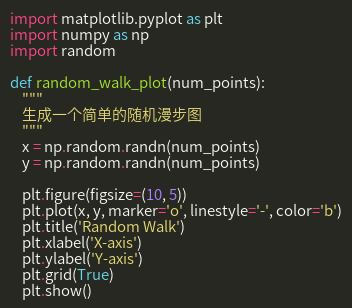 import matplotlib.pyplot as plt
import numpy as np
import random

def random_walk_plot(num_points):
    """
    生成一个简单的随机漫步图
    """
    x = np.random.randn(num_points)
    y = np.random.randn(num_points)

    plt.figure(figsize=(10, 5))
    plt.plot(x, y, marker='o', linestyle='-', color='b')
    plt.title('Random Walk')
    plt.xlabel('X-axis')
    plt.ylabel('Y-axis')
    plt.grid(True)
    plt.show()